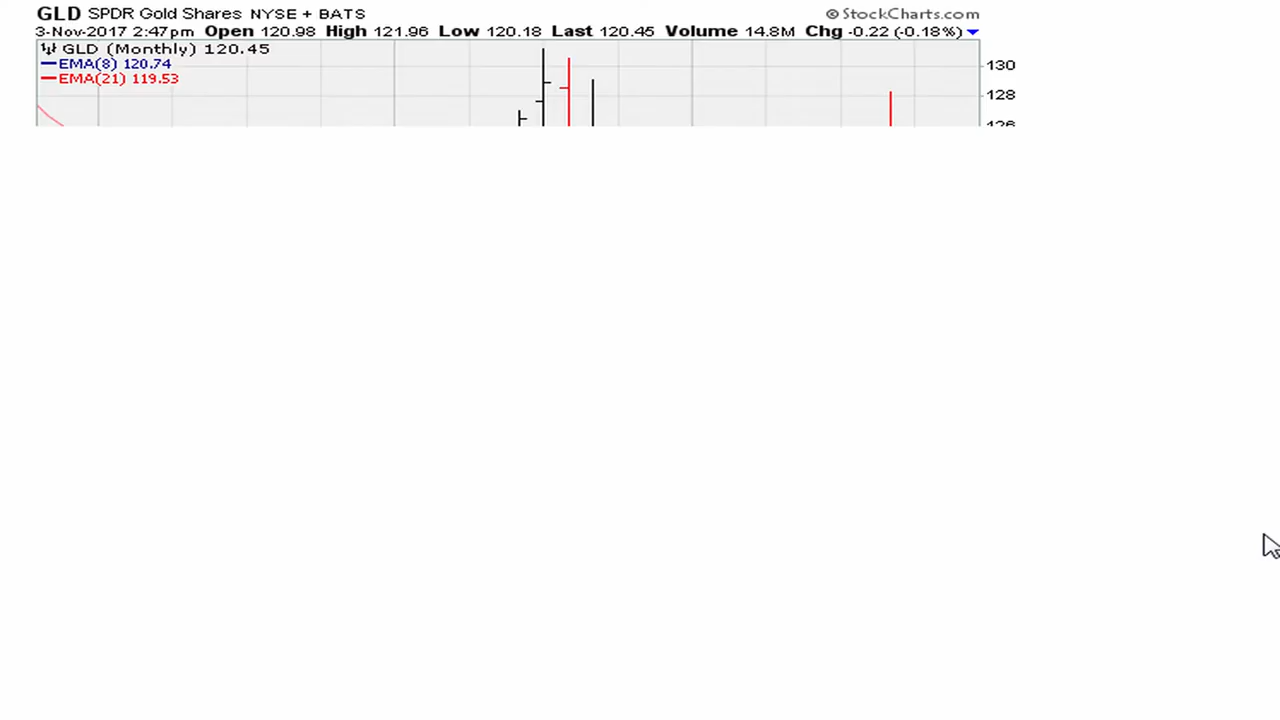 GLD SPDR Gold Shares NYSE + BATS © StockCharts.com
3-Nov-2017 2:47pm Open 120.98 High 121.96 Low 120.18 Last 120.45 Volume 14.8M Chg -0.22 (-0.18%)
GLD (Monthly) 120.45
EMA(8) 120.74
EMA(21) 119.53
130
128
126